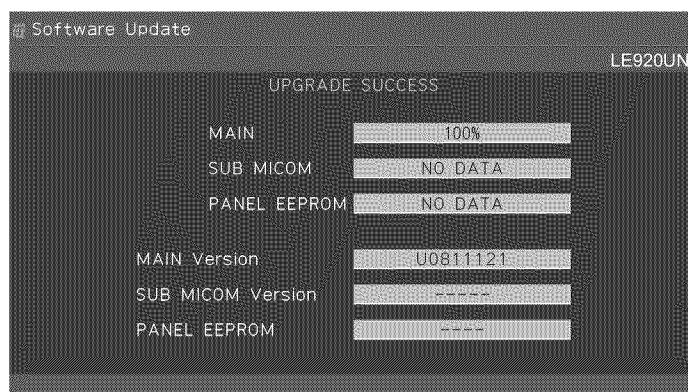 Software Update
LE920UN
UPGRADE SUCCESS
MAIN 100%
SUB MICOM NO DATA
PANEL EEPROM NO DATA
MAIN Version U0811121
SUB MICOM Version -----
PANEL EEPROM ----